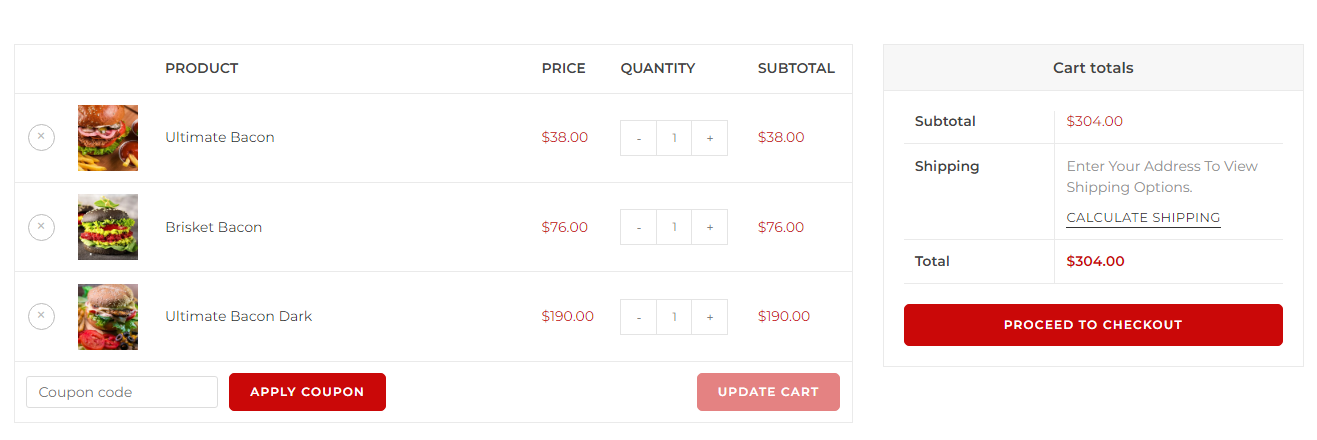 PRODUCT PRICE QUANTITY SUBTOTAL
× Ultimate Bacon $38.00 - 1 + $38.00
× Brisket Bacon $76.00 - 1 + $76.00
× Ultimate Bacon Dark $190.00 - 1 + $190.00
Coupon code APPLY COUPON UPDATE CART
Cart totals
Subtotal $304.00
Shipping Enter Your Address To View
Shipping Options.
CALCULATE SHIPPING
Total $304.00
PROCEED TO CHECKOUT